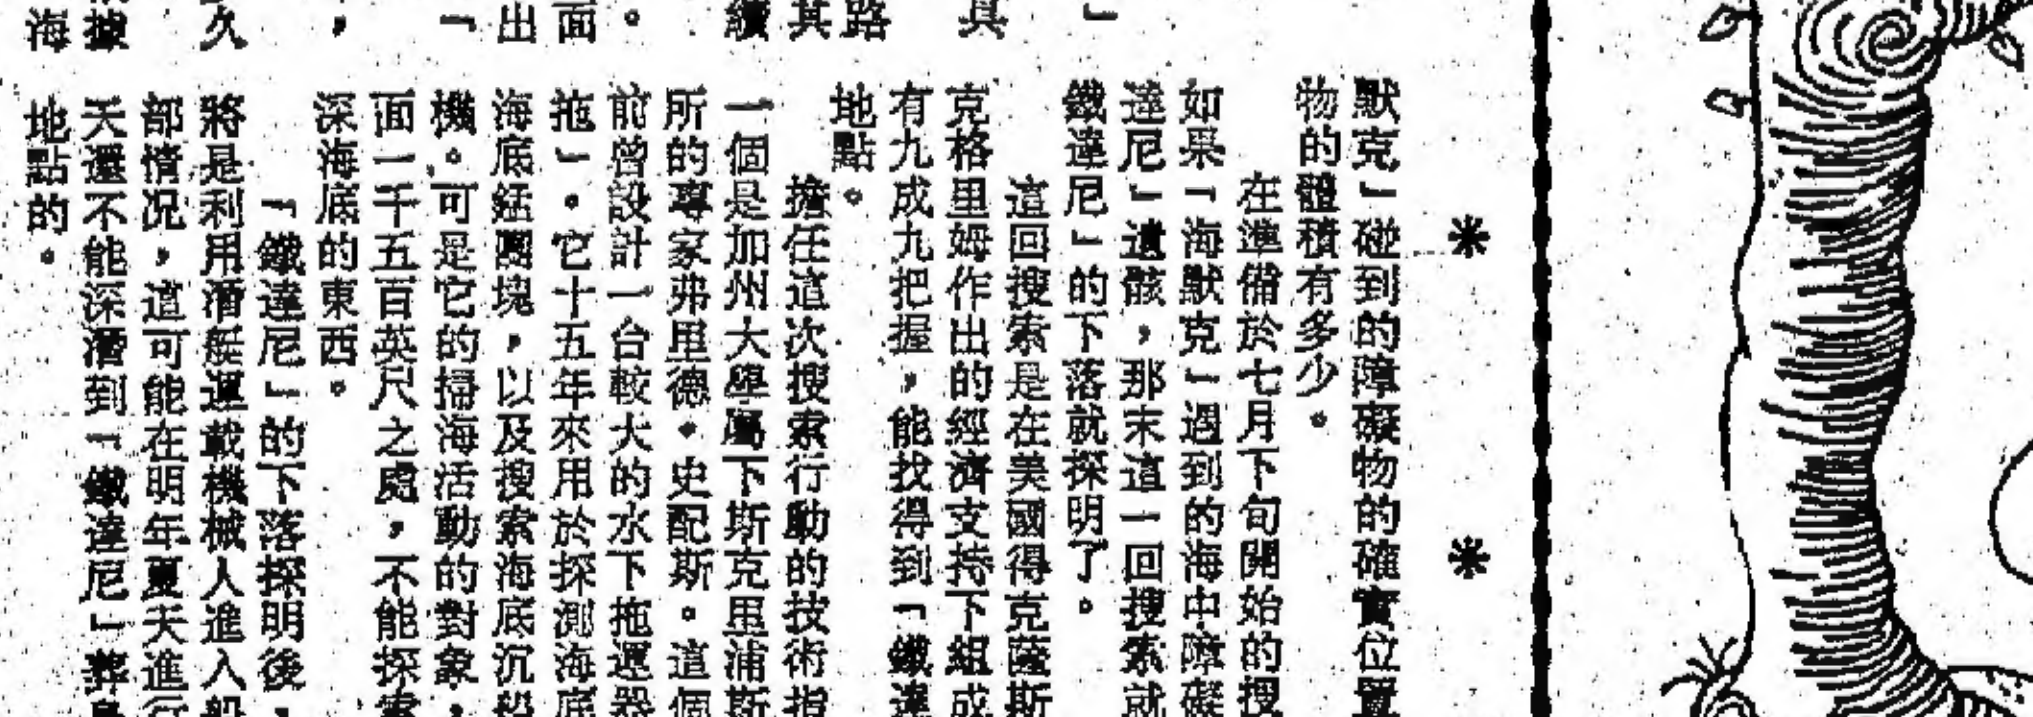 默克」碰到的障礙物的確實位置
物的體積有多少。
在準備於七月下旬開始的搜
如果「海默克」遇到的海中障礙
達尼」遺骸，那末這一回搜索就
鐵達尼」的下落就探明了。
這回搜索是在美國得克薩斯
克格里姆作出的經濟支持下組成
有九成九把握，能找得到「鐵達
地點。
擔任這次搜索行動的技術指
一個是加州大學屬下斯克里浦斯
所的專家弗里德·史配斯。這個
前曾設計一台較大的水下拖運器
拖」。它十五年來用於探測海底
海底錳團塊，以及搜索海底沉
機。可是它的掃海活動的對象，
面一千五百英尺之處，不能探索
深海底的東西。
「鐵達尼」的下落探明後，
將是利用潛艇運載機械人進入船
部情况，這可能在明年夏天進行
天還不能深潛到「鐵達尼」葬
地點的。
」
具
路
其
續
。
面
出
「
，
久
據
海